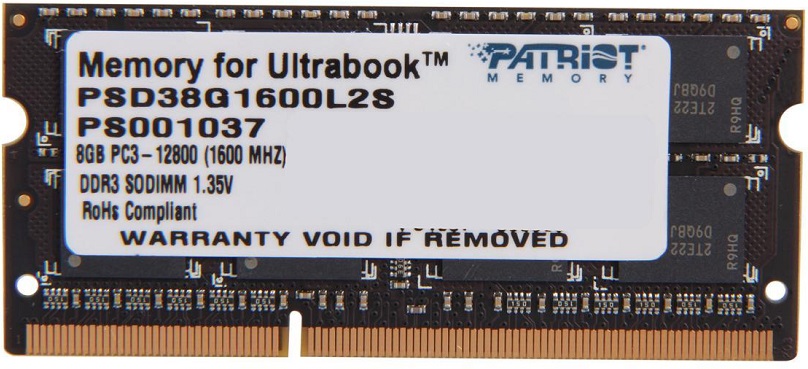 Memory for Ultrabook™
PATRIOT
MEMORY
PSD38G1600L2S
PS001037
8GB PC3-12800 (1600 MHZ)
DDR3 SODIMM 1.35V
RoHs Compliant
WARRANTY VOID IF REMOVED
2TE22
D9QBJ
R9HQ
2TE22
D9QBJ
R9HQ